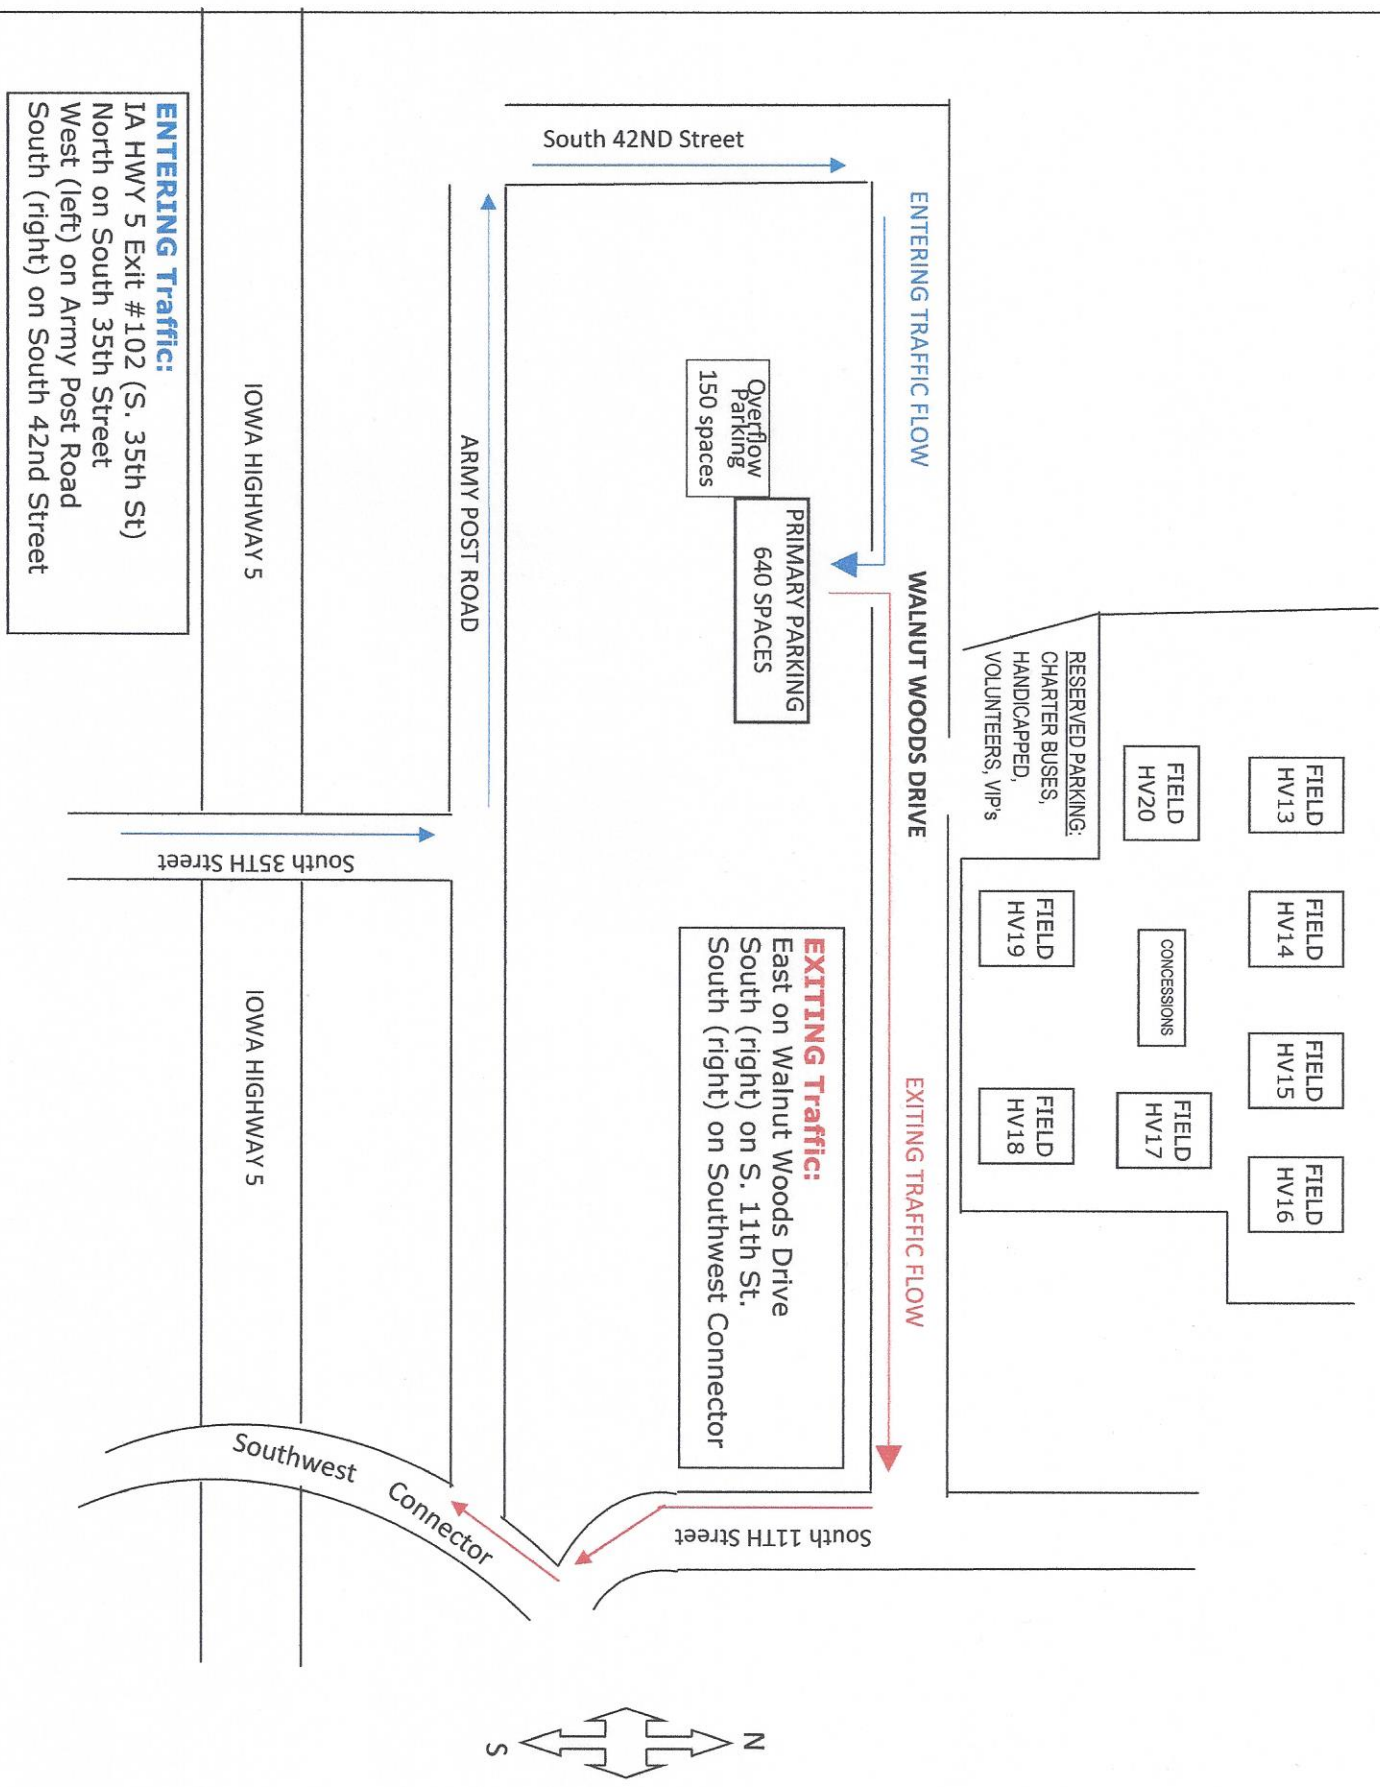 FIELD
HV13
FIELD
HV14
FIELD
HV15
FIELD
HV16
FIELD
HV20
CONCESSIONS
FIELD
HV17
RESERVED PARKING:
CHARTER BUSES,
HANDICAPPED,
VOLUNTEERS, VIP's
FIELD
HV19
FIELD
HV18
ENTERING TRAFFIC FLOW
WALNUT WOODS DRIVE
EXITING TRAFFIC FLOW
South 42ND Street
Overflow
Parking
150 spaces
PRIMARY PARKING
640 SPACES
EXITING Traffic:
East on Walnut Woods Drive
South (right) on S. 11th St.
South (right) on Southwest Connector
South 11TH Street
N
S
ARMY POST ROAD
South 35TH Street
Southwest Connector
IOWA HIGHWAY 5
IOWA HIGHWAY 5
ENTERING Traffic:
IA HWY 5 Exit #102 (S. 35th St)
North on South 35th Street
West (left) on Army Post Road
South (right) on South 42nd Street